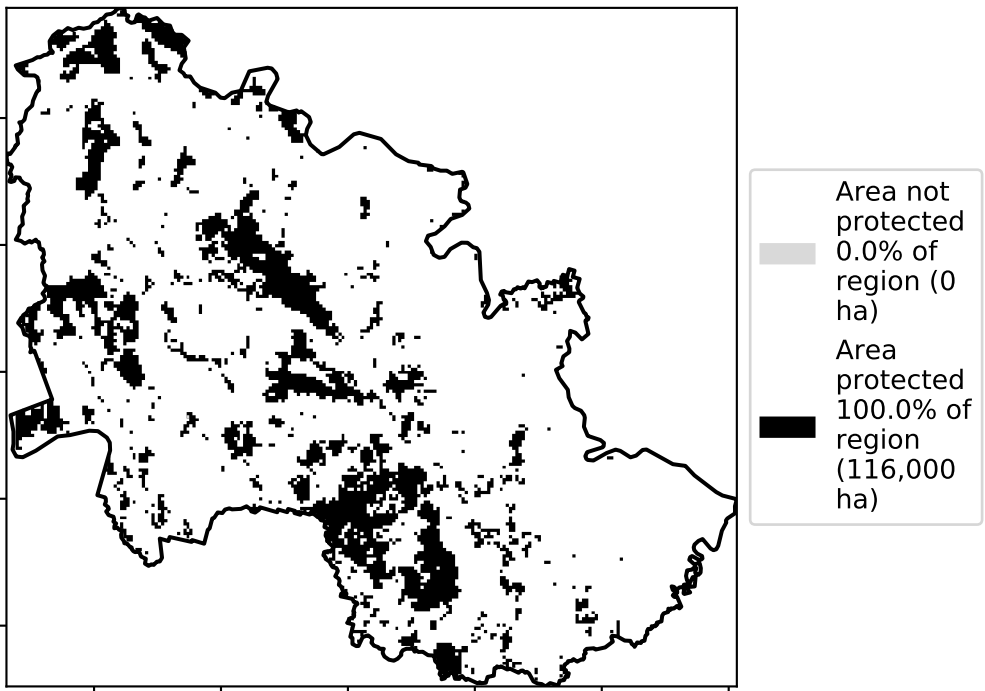 Area not
protected
0.0% of
region (0
ha)
Area
protected
100.0% of
region
(116,000
ha)